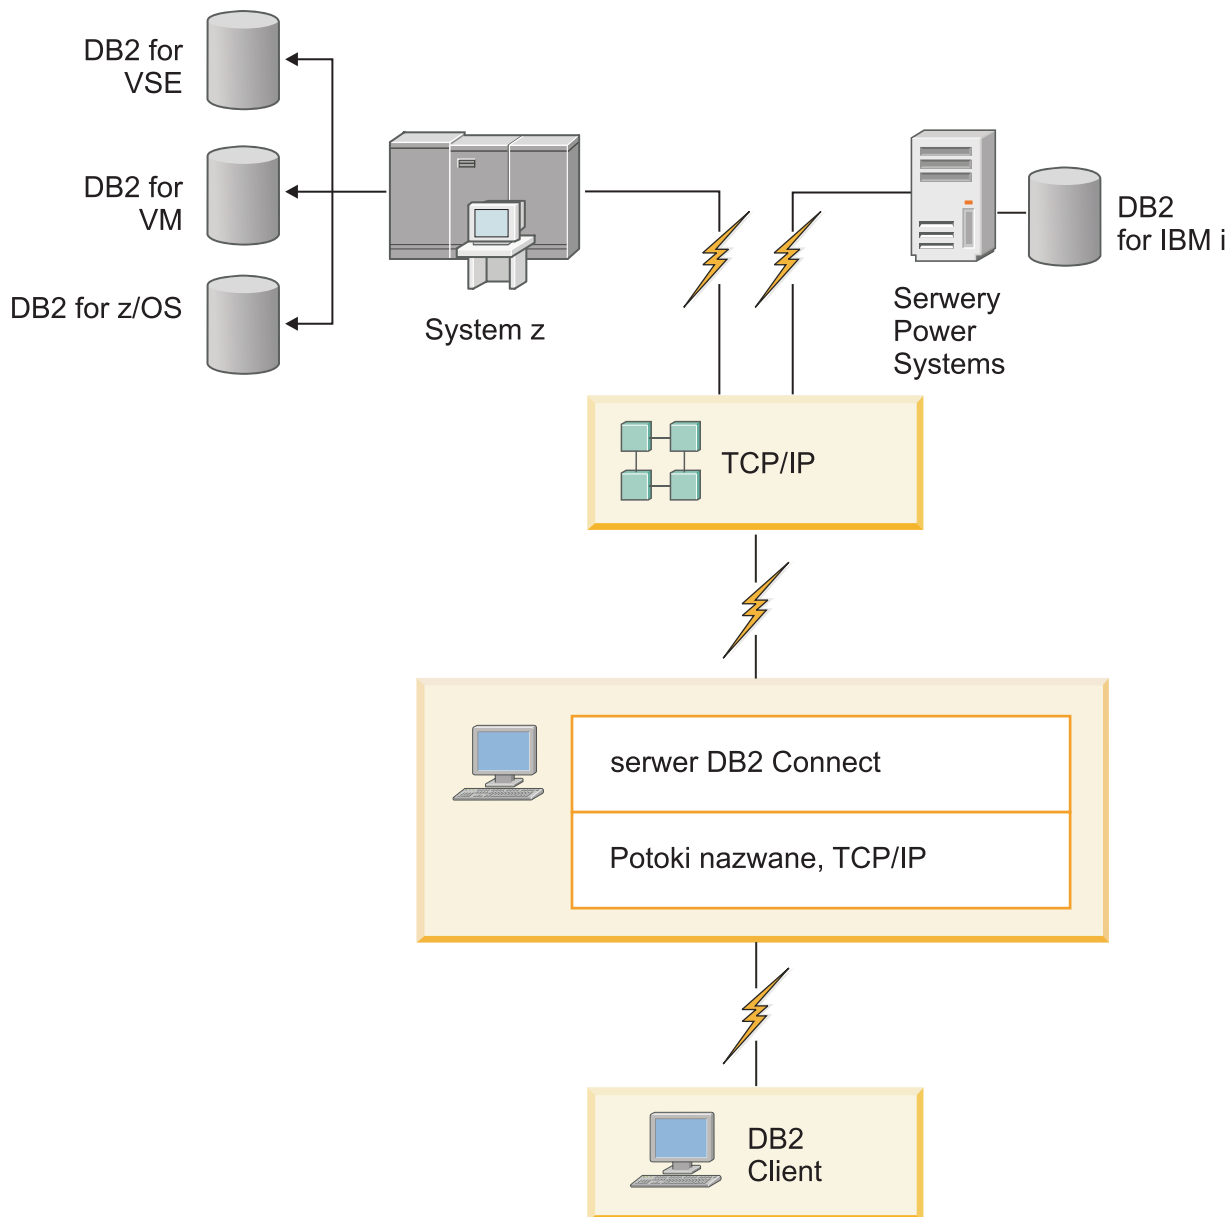 DB2 for
VSE
DB2 for
VM
DB2 for z/OS
System z
DB2
for IBM i
Serwery
Power
Systems
TCP/IP
serwer DB2 Connect
Potoki nazwane, TCP/IP
DB2
Client